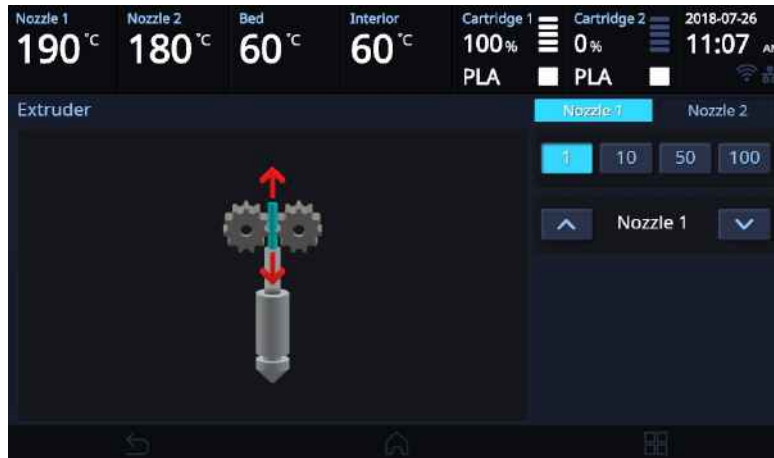 Nozzle 1 Nozzle 2 Bed Interior Cartridge 1 Cartridge 2 2018-07-26
190 °C 180 °C 60 °C 60 °C 100 % 0 % 11:07 AM
PLA PLA
Extruder Nozzle 1 Nozzle 2
1 10 50 100
Nozzle 1